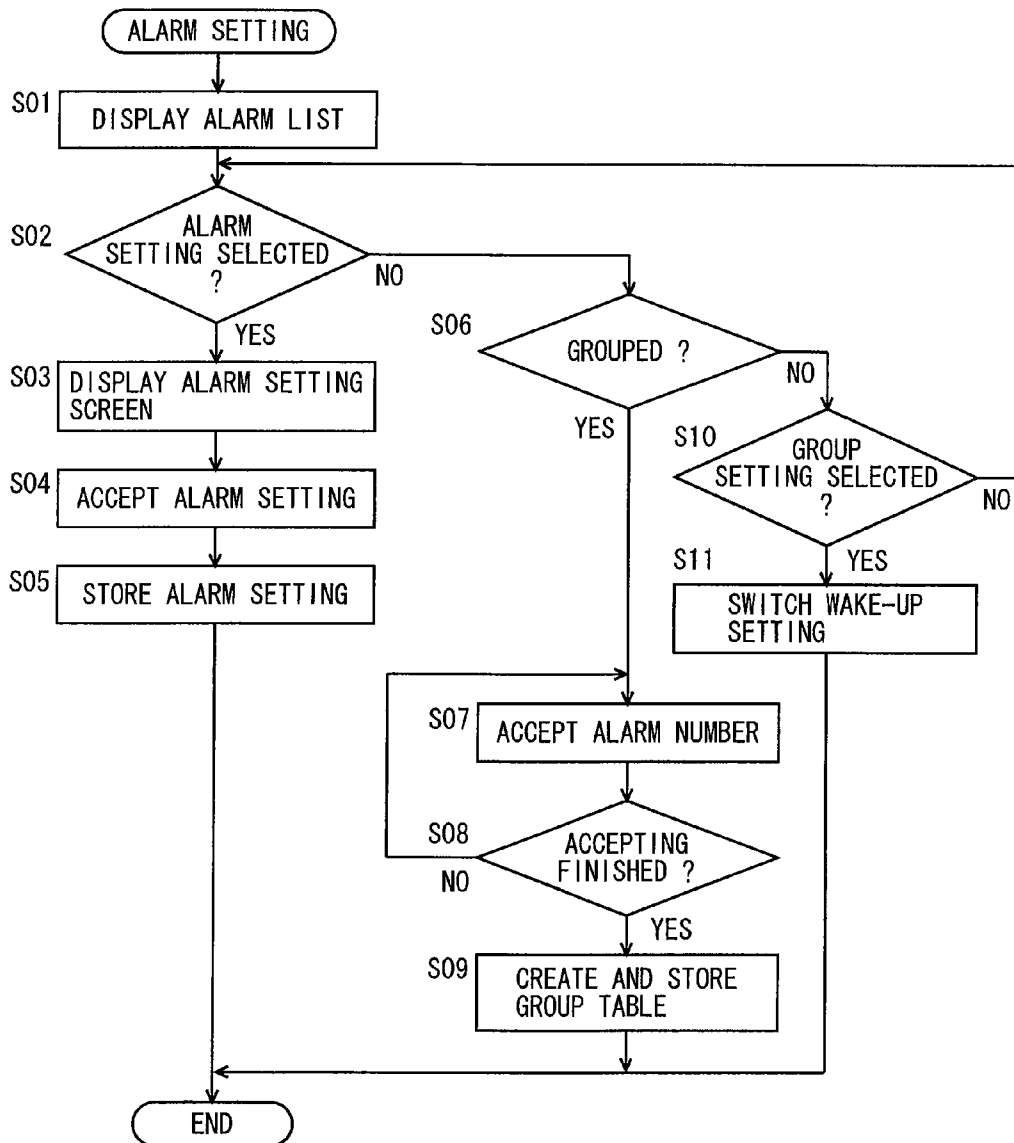 ALARM SETTING
S01
DISPLAY ALARM LIST
S02
ALARM
SETTING SELECTED
?
NO
YES
S03
DISPLAY ALARM SETTING
SCREEN
S04
ACCEPT ALARM SETTING
S05
STORE ALARM SETTING
S06
GROUPED ?
NO
YES
S10
GROUP
SETTING SELECTED
?
NO
YES
S11
SWITCH WAKE-UP
SETTING
S07
ACCEPT ALARM NUMBER
S08
ACCEPTING
FINISHED ?
NO
YES
S09
CREATE AND STORE
GROUP TABLE
END